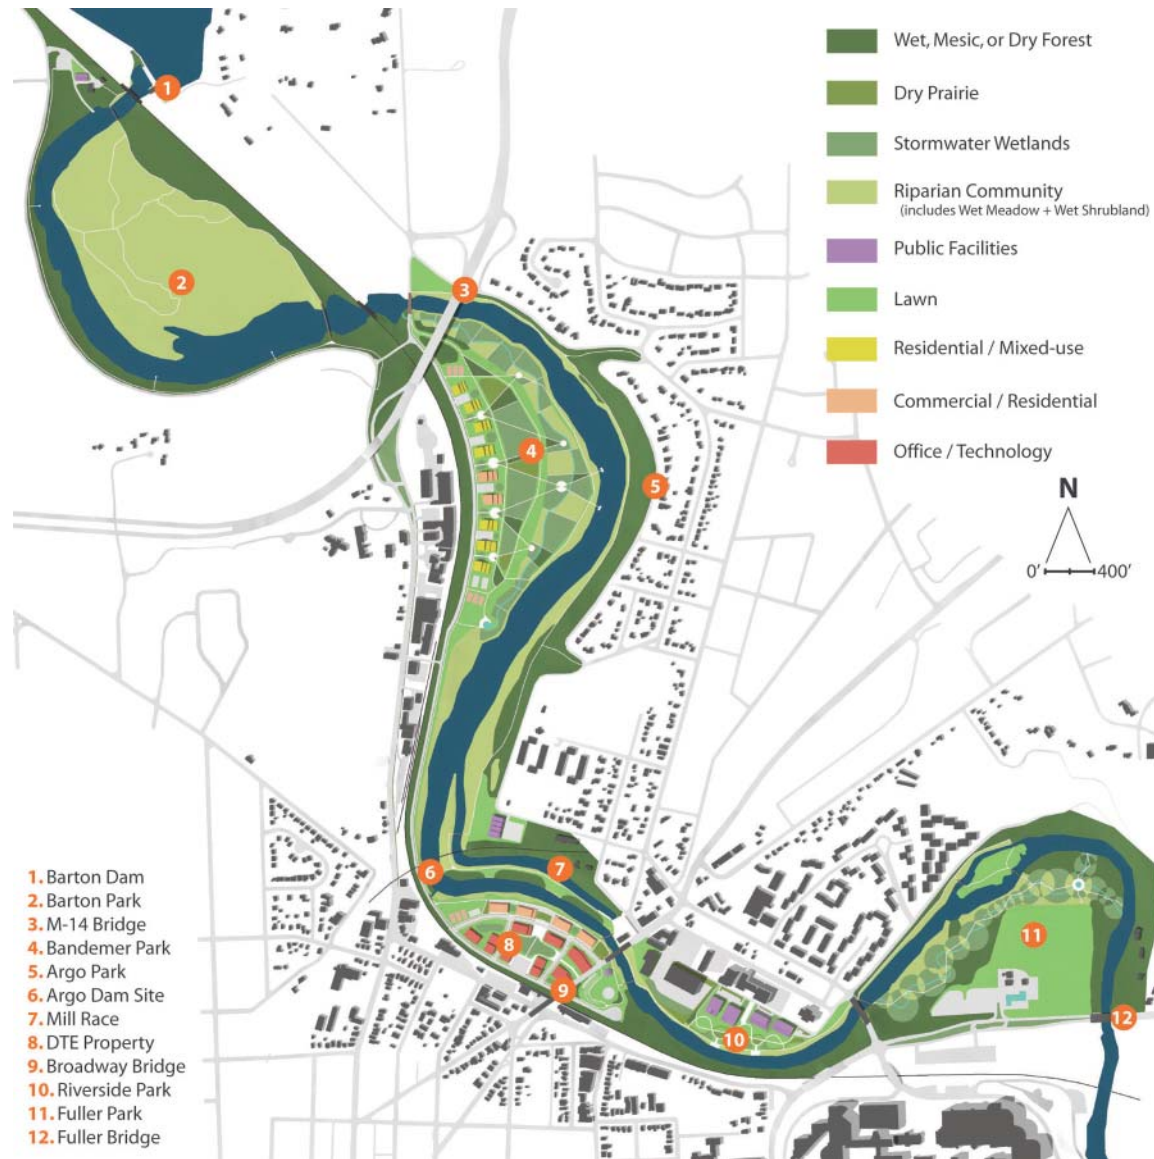 Wet, Mesic, or Dry Forest
Dry Prairie
Stormwater Wetlands
Riparian Community
(includes Wet Meadow + Wet Shrubland)
Public Facilities
Lawn
Residential / Mixed-use
Commercial / Residential
Office / Technology
N
0' 400'
1
2
3
4
5
6
7
8
9
10
11
12
1. Barton Dam
2. Barton Park
3. M-14 Bridge
4. Bandemer Park
5. Argo Park
6. Argo Dam Site
7. Mill Race
8. DTE Property
9. Broadway Bridge
10. Riverside Park
11. Fuller Park
12. Fuller Bridge